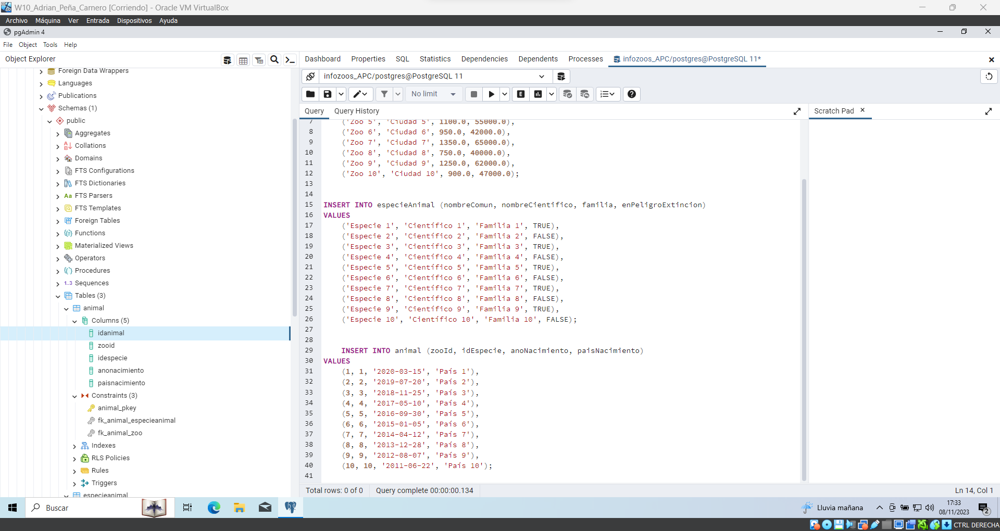 W10_Adrian_Peña_Carnero [Corriendo] - Oracle VM VirtualBox
Archivo Máquina Ver Entrada Dispositivos Ayuda
pgAdmin 4
File Object Tools Help
Object Explorer
Foreign Data Wrappers
Languages
Publications
Schemas (1)
public
Aggregates
Collations
Domains
FTS Configurations
FTS Dictionaries
Aa FTS Parsers
FTS Templates
Foreign Tables
Functions
Materialized Views
Operators
Procedures
1..3 Sequences
Tables (3)
animal
Columns (5)
idanimal
zooid
idespecie
anonacimiento
paisnacimiento
Constraints (3)
animal_pkey
fk_animal_especieanimal
fk_animal_zoo
Indexes
RLS Policies
Rules
Triggers
especieanimal
Dashboard Properties SQL Statistics Dependencies Dependents Processes infozoos_APC/postgres@PostgreSQL 11*
infozoos_APC/postgres@PostgreSQL 11
No limit
Query Query History
Scratch Pad
7 ('Zoo 5', 'Ciudad 5', 1100.0, 55000.0),
8 ('Zoo 6', 'Ciudad 6', 950.0, 42000.0),
9 ('Zoo 7', 'Ciudad 7', 1350.0, 65000.0),
10 ('Zoo 8', 'Ciudad 8', 750.0, 40000.0),
11 ('Zoo 9', 'Ciudad 9', 1250.0, 62000.0),
12 ('Zoo 10', 'Ciudad 10', 900.0, 47000.0);
13
14
15 INSERT INTO especieAnimal (nombreComun, nombreCientifico, familia, enPeligroExtincion)
16 VALUES
17 ('Especie 1', 'Científico 1', 'Familia 1', TRUE),
18 ('Especie 2', 'Científico 2', 'Familia 2', FALSE),
19 ('Especie 3', 'Científico 3', 'Familia 3', TRUE),
20 ('Especie 4', 'Científico 4', 'Familia 4', FALSE),
21 ('Especie 5', 'Científico 5', 'Familia 5', TRUE),
22 ('Especie 6', 'Científico 6', 'Familia 6', FALSE),
23 ('Especie 7', 'Científico 7', 'Familia 7', TRUE),
24 ('Especie 8', 'Científico 8', 'Familia 8', FALSE),
25 ('Especie 9', 'Científico 9', 'Familia 9', TRUE),
26 ('Especie 10', 'Científico 10', 'Familia 10', FALSE);
27
28
29 INSERT INTO animal (zooId, idEspecie, anoNacimiento, paisNacimiento)
30 VALUES
31 (1, 1, '2020-03-15', 'País 1'),
32 (2, 2, '2019-07-20', 'País 2'),
33 (3, 3, '2018-11-25', 'País 3'),
34 (4, 4, '2017-05-10', 'País 4'),
35 (5, 5, '2016-09-30', 'País 5'),
36 (6, 6, '2015-01-05', 'País 6'),
37 (7, 7, '2014-04-12', 'País 7'),
38 (8, 8, '2013-12-28', 'País 8'),
39 (9, 9, '2012-08-07', 'País 9'),
40 (10, 10, '2011-06-22', 'País 10');
41
Total rows: 0 of 0 Query complete 00:00:00.134
Ln 14, Col 1
Buscar
Lluvia mañana
17:33
08/11/2023
2
CTRL DERECHA